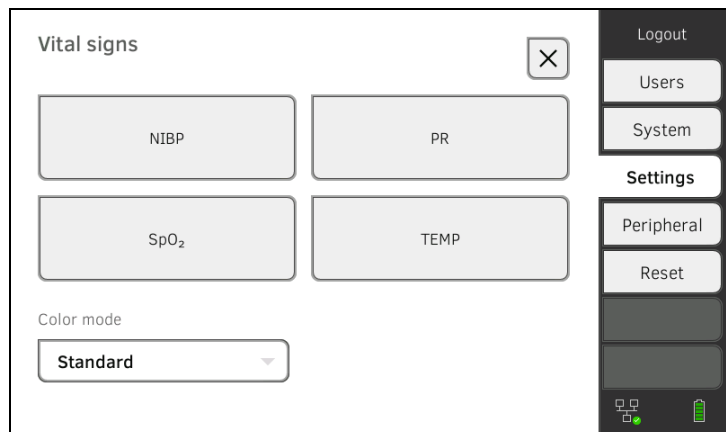 Vital signs
NIBP
PR
SpO₂
TEMP
Color mode
Standard
Logout
Users
System
Settings
Peripheral
Reset